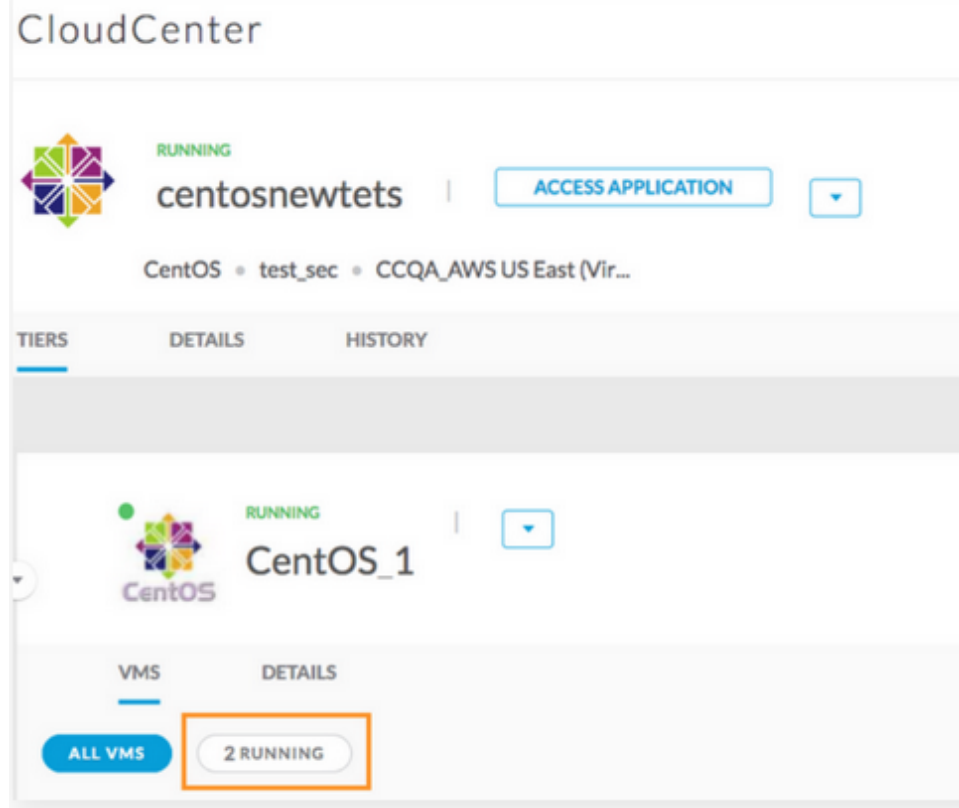 CloudCenter
RUNNING
centosnewtets
ACCESS APPLICATION
CentOS • test_sec • CCQA_AWS US East (Vir...
TIERS DETAILS HISTORY
RUNNING
CentOS_1
CentOS
VMS DETAILS
ALL VMS 2 RUNNING